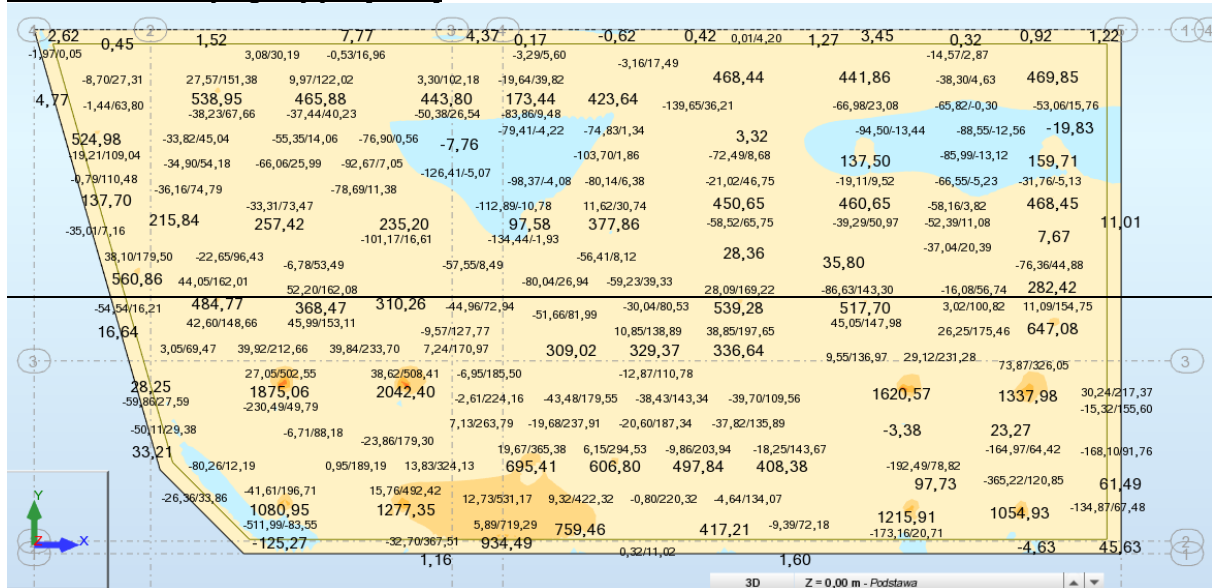 4 2 3 4 5 1 4
2,62 0,45 1,52 7,77 4,37 0,17 -0,62 0,42 0,01/4,20 1,27 3,45 0,32 0,92 1,22
-1,97/0,05 3,08/30,19 -0,53/16,96 -3,29/5,60 -3,16/17,49 -14,57/2,87
-8,70/27,31 27,57/151,38 9,97/122,02 3,30/102,18 -19,64/39,82 468,44 441,86 -38,30/4,63 469,85
4,77 -1,44/63,80 538,95 465,88 443,80 173,44 423,64 -139,65/36,21 -66,98/23,08 -65,82/-0,30 -53,06/15,76
-38,23/67,66 -37,44/40,23 -50,38/26,54 -83,86/9,48
524,98 -33,82/45,04 -55,35/14,06 -76,90/0,56 -7,76 -79,41/-4,22 -74,83/1,34 3,32 -94,50/-13,44 -88,55/-12,56 -19,83
-19,21/109,04 -34,90/54,18 -66,06/25,99 -92,67/7,05 -103,70/1,86 -72,49/8,68 137,50 -85,99/-13,12 159,71
-0,79/110,48 -36,16/74,79 -78,69/11,38 -126,41/-5,07 -98,37/-4,08 -80,14/6,38 -21,02/46,75 -19,11/9,52 -66,55/-5,23 -31,76/-5,13
137,70 -33,31/73,47 -112,89/-10,78 11,62/30,74 450,65 460,65 -58,16/3,82 468,45
215,84 257,42 235,20 97,58 377,86 -58,52/65,75 -39,29/50,97 -52,39/11,08 11,01
-35,01/7,16 -101,17/16,61 -134,44/-1,93 7,67
38,10/179,50 -22,65/96,43 -6,78/53,49 -57,55/8,49 -56,41/8,12 28,36 35,80 -37,04/20,39 -76,36/44,88
560,86 44,05/162,01 52,20/162,08 -80,04/26,94 -59,23/39,33 28,09/169,22 -86,63/143,30 -16,08/56,74 282,42
-54,54/16,21 484,77 368,47 310,26 -44,96/72,94 -51,66/81,99 -30,04/80,53 539,28 517,70 3,02/100,82 11,09/154,75
16,64 42,60/148,66 45,99/153,11 -9,57/127,77 10,85/138,89 38,85/197,65 45,05/147,98 26,25/175,46 647,08
3,05/69,47 39,92/212,66 39,84/233,70 7,24/170,97 309,02 329,37 336,64 9,55/136,97 29,12/231,28
3 73,87/326,05 3
27,05/502,55 38,62/508,41 -6,95/185,50 -12,87/110,78
28,25 1875,06 2042,40 -2,61/224,16 -43,48/179,55 -38,43/143,34 -39,70/109,56 1620,57 1337,98 30,24/217,37
-59,86/27,59 -230,49/49,79 -15,32/155,60
-50,11/29,38 -6,71/88,18 -23,86/179,30 7,13/263,79 -19,68/237,91 -20,60/187,34 -37,82/135,89 -3,38 23,27
33,21 19,67/365,38 6,15/294,53 -9,86/203,94 -18,25/143,67 -164,97/64,42 -168,10/91,76
-80,26/12,19 0,95/189,19 13,83/324,13 695,41 606,80 497,84 408,38 -192,49/78,82
97,73 -365,22/120,85 61,49
-26,36/33,86 -41,61/196,71 15,76/492,42 12,73/531,17 9,32/422,32 -0,80/220,32 -4,64/134,07 -134,87/67,48
1080,95 1277,35 1215,91 1054,93
-511,99/-83,55 5,89/719,29 759,46 417,21 -9,39/72,18 -173,16/20,71
-125,27 -32,70/367,51 934,49 0,32/11,02 -4,63 45,63 2
1,16 1,60 1
Y
Z X
3D Z = 0,00 m - Podstawa